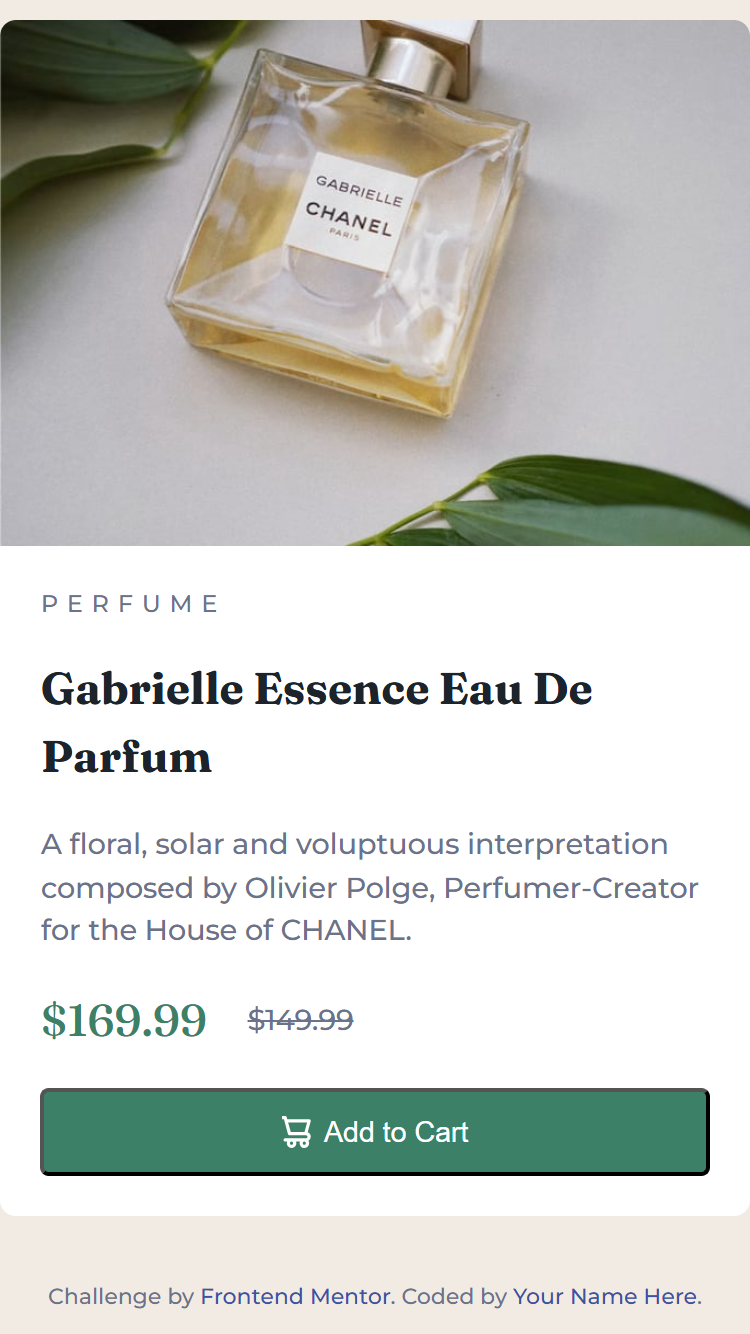 GABRIELLE
CHANEL
PARIS
PERFUME
Gabrielle Essence Eau De
Parfum
A floral, solar and voluptuous interpretation
composed by Olivier Polge, Perfumer-Creator
for the House of CHANEL.
$169.99 $149.99
Add to Cart
Challenge by Frontend Mentor. Coded by Your Name Here.